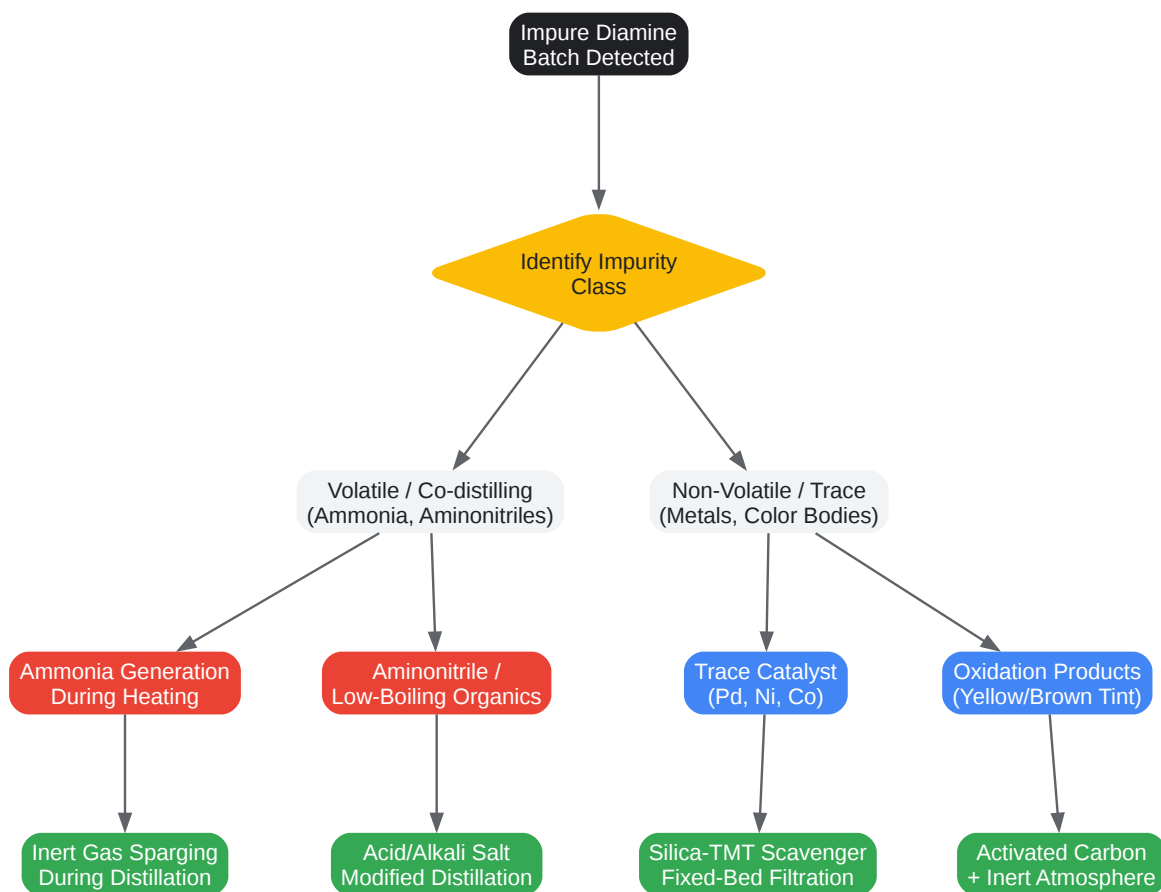 Impure Diamine
Batch Detected
Identify Impurity
Class
Volatile / Co-distilling
(Ammonia, Aminonitriles)
Non-Volatile / Trace
(Metals, Color Bodies)
Ammonia Generation
During Heating
Aminonitrile /
Low-Boiling Organics
Trace Catalyst
(Pd, Ni, Co)
Oxidation Products
(Yellow/Brown Tint)
Inert Gas Sparging
During Distillation
Acid/Alkali Salt
Modified Distillation
Silica-TMT Scavenger
Fixed-Bed Filtration
Activated Carbon
+ Inert Atmosphere